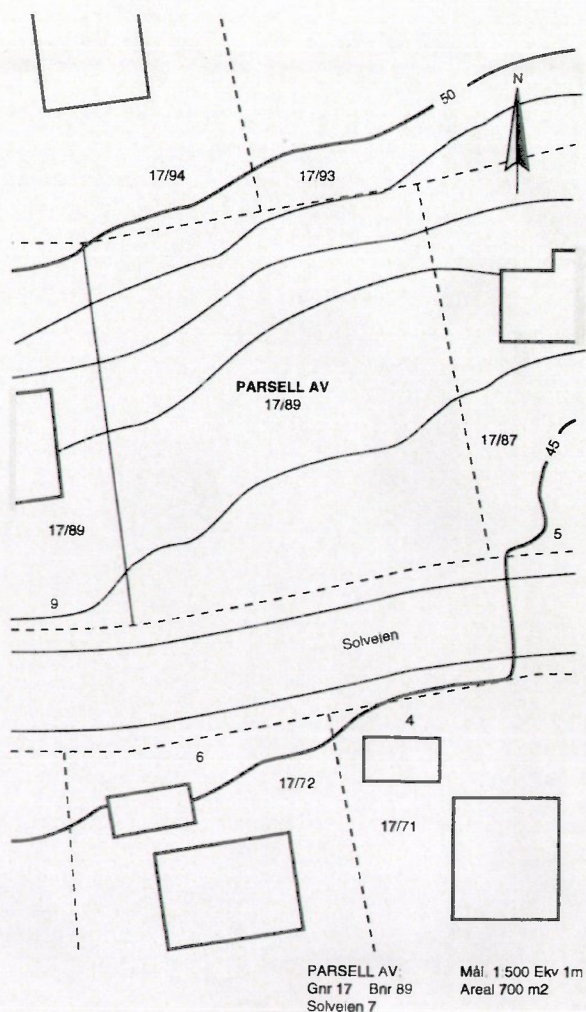 50
N
17/94
17/93
PARSELL AV
17/89
17/87
45
17/89
5
9
Solveien
4
6
17/72
17/71
PARSELL AV:
Gnr 17 Bnr 89
Solveien 7
Mål 1:500 Ekv 1m
Areal 700 m2